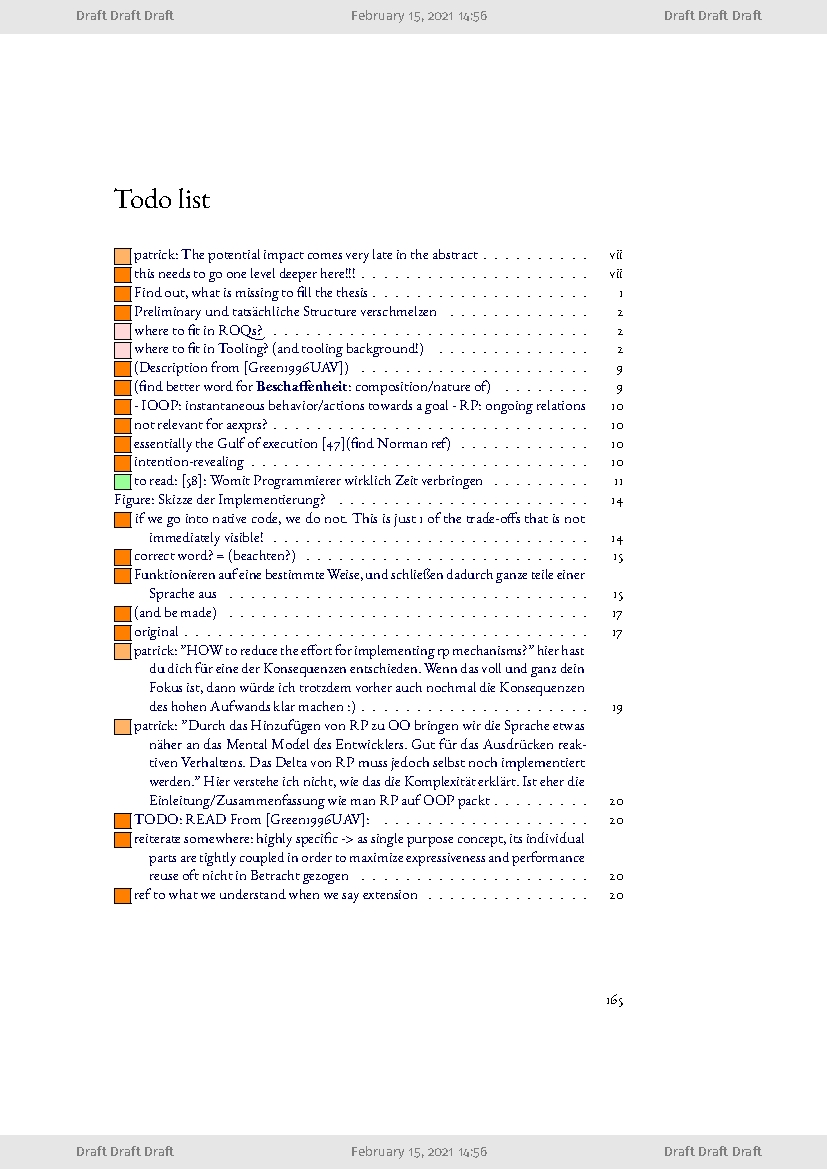 Draft Draft Draft February 15, 2021 14:56 Draft Draft Draft
Todo list
patrick: The potential impact comes very late in the abstract . . . . . . . . . . vii
this needs to go one level deeper here!!! . . . . . . . . . . . . . . . . . . . . . vii
Find out, what is missing to fill the thesis . . . . . . . . . . . . . . . . . . . . 1
Preliminary und tatsächliche Structure verschmelzen . . . . . . . . . . . . . 2
where to fit in ROQs? . . . . . . . . . . . . . . . . . . . . . . . . . . . . . 2
where to fit in Tooling? (and tooling background!) . . . . . . . . . . . . . . 2
(Description from [Green1996UAV]) . . . . . . . . . . . . . . . . . . . . . 9
(find better word for Beschaffenheit: composition/nature of) . . . . . . . . 9
- IOOP: instantaneous behavior/actions towards a goal - RP: ongoing relations 10
not relevant for aexprs? . . . . . . . . . . . . . . . . . . . . . . . . . . . . . 10
essentially the Gulf of execution [47](find Norman ref) . . . . . . . . . . . . 10
intention-revealing . . . . . . . . . . . . . . . . . . . . . . . . . . . . . . . 10
to read: [58]: Womit Programmierer wirklich Zeit verbringen . . . . . . . . . 11
Figure: Skizze der Implementierung? . . . . . . . . . . . . . . . . . . . . . . 14
if we go into native code, we do not. This is just 1 of the trade-offs that is not
immediately visible! . . . . . . . . . . . . . . . . . . . . . . . . . . . . . 14
correct word? = (beachten?) . . . . . . . . . . . . . . . . . . . . . . . . . . 15
Funktionieren auf eine bestimmte Weise, und schließen dadurch ganze teile einer
Sprache aus . . . . . . . . . . . . . . . . . . . . . . . . . . . . . . . . . 15
(and be made) . . . . . . . . . . . . . . . . . . . . . . . . . . . . . . . . . 17
original . . . . . . . . . . . . . . . . . . . . . . . . . . . . . . . . . . . . . 17
patrick: ”HOW to reduce the effort for implementing rp mechanisms?” hier hast
du dich für eine der Konsequenzen entschieden. Wenn das voll und ganz dein
Fokus ist, dann würde ich trotzdem vorher auch nochmal die Konsequenzen
des hohen Aufwands klar machen :) . . . . . . . . . . . . . . . . . . . . . 19
patrick: ”Durch das Hinzufügen von RP zu OO bringen wir die Sprache etwas
näher an das Mental Model des Entwicklers. Gut für das Ausdrücken reak-
tiven Verhaltens. Das Delta von RP muss jedoch selbst noch implementiert
werden.” Hier verstehe ich nicht, wie das die Komplexität erklärt. Ist eher die
Einleitung/Zusammenfassung wie man RP auf OOP packt . . . . . . . . . 20
TODO: READ From [Green1996UAV]: . . . . . . . . . . . . . . . . . . . 20
reiterate somewhere: highly specific -> as single purpose concept, its individual
parts are tightly coupled in order to maximize expressiveness and performance
reuse oft nicht in Betracht gezogen . . . . . . . . . . . . . . . . . . . . . 20
ref to what we understand when we say extension . . . . . . . . . . . . . . . 20
165
Draft Draft Draft February 15, 2021 14:56 Draft Draft Draft